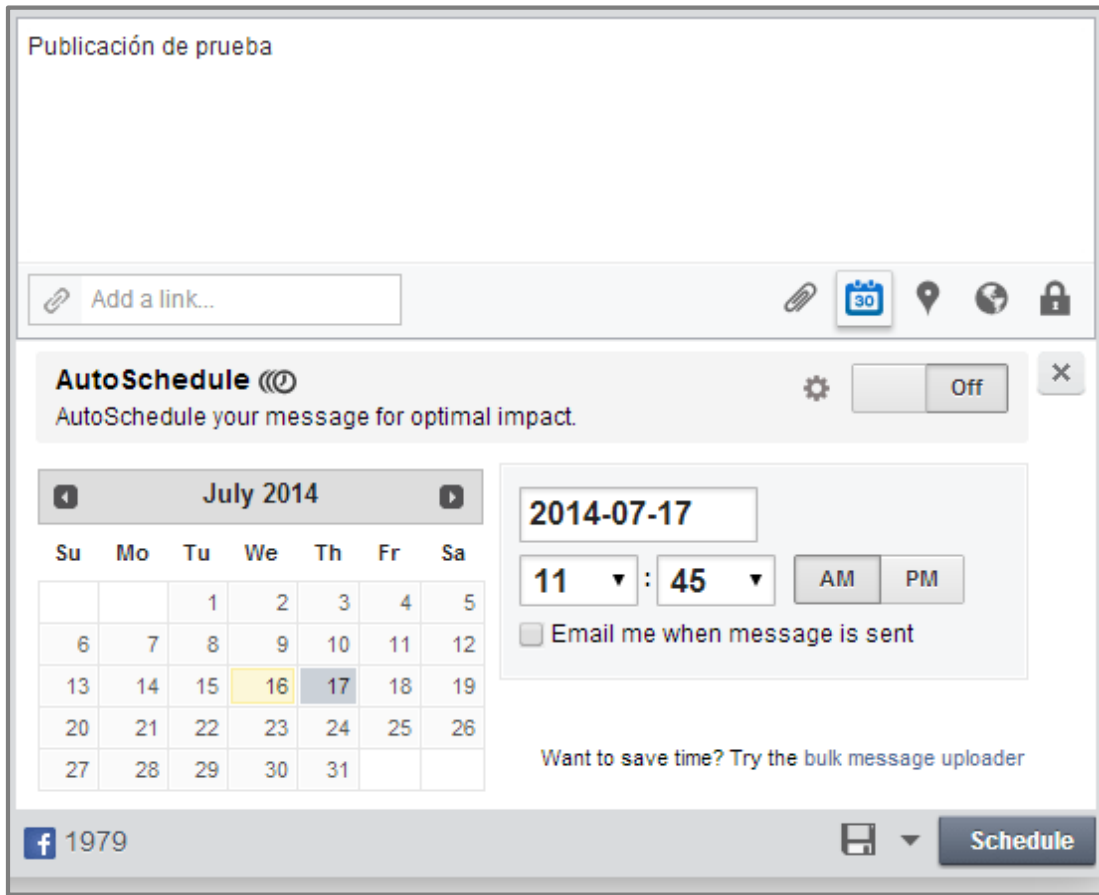 Publicación de prueba
Add a link...
30
AutoSchedule
Off
AutoSchedule your message for optimal impact.
July 2014
Su Mo Tu We Th Fr Sa
1 2 3 4 5
6 7 8 9 10 11 12
13 14 15 16 17 18 19
20 21 22 23 24 25 26
27 28 29 30 31
2014-07-17
11 : 45 AM PM
Email me when message is sent
Want to save time? Try the bulk message uploader
f 1979
Schedule